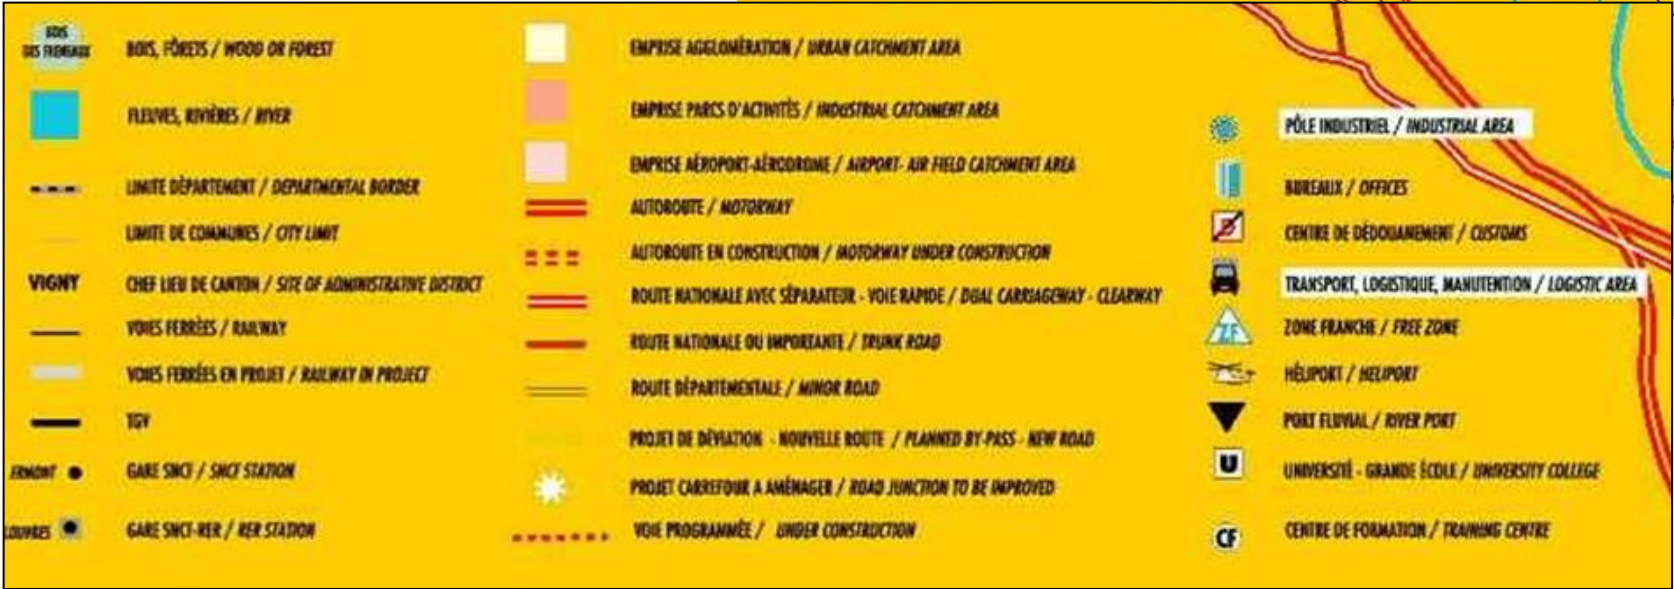 BOIS
DES FRENEAUX
BOIS, FÔRETS / WOOD OR FOREST
FLEUVES, RIVIÈRES / RIVER
LIMITE DÉPARTEMENT / DEPARTMENTAL BORDER
LIMITE DE COMMUNES / CITY LIMIT
VIGNY
CHEF LIEU DE CANTON / SITE OF ADMINISTRATIVE DISTRICT
VOIES FERRÉES / RAILWAY
VOIES FERRÉES EN PROJET / RAILWAY IN PROJECT
TGV
ERMONT
GARE SNCF / SNCF STATION
LOUVRES
GARE SNCF-RER / RER STATION
EMPRISE AGGLOMÉRATION / URBAN CATCHMENT AREA
EMPRISE PARCS D'ACTIVITÉS / INDUSTRIAL CATCHMENT AREA
EMPRISE AÉROPORT-AÉRODROME / AIRPORT- AIR FIELD CATCHMENT AREA
AUTOROUTE / MOTORWAY
AUTOROUTE EN CONSTRUCTION / MOTORWAY UNDER CONSTRUCTION
ROUTE NATIONALE AVEC SÉPARATEUR - VOIE RAPIDE / DUAL CARRIAGEWAY - CLEARWAY
ROUTE NATIONALE OU IMPORTANTE / TRUNK ROAD
ROUTE DÉPARTEMENTALE / MINOR ROAD
PROJET DE DÉVIATION - NOUVELLE ROUTE / PLANNED BY-PASS - NEW ROAD
PROJET CARREFOUR A AMÉNAGER / ROAD JUNCTION TO BE IMPROVED
VOIE PROGRAMMÉE / UNDER CONSTRUCTION
PÔLE INDUSTRIEL / INDUSTRIAL AREA
BUREAUX / OFFICES
D
CENTRE DE DÉDOUANEMENT / CUSTOMS
TRANSPORT, LOGISTIQUE, MANUTENTION / LOGISTIC AREA
ZF
ZONE FRANCHE / FREE ZONE
HÉLIPORT / HELIPORT
PORT FLUVIAL / RIVER PORT
U
UNIVERSITÉ - GRANDE ÉCOLE / UNIVERSITY COLLEGE
CF
CENTRE DE FORMATION / TRAINING CENTRE